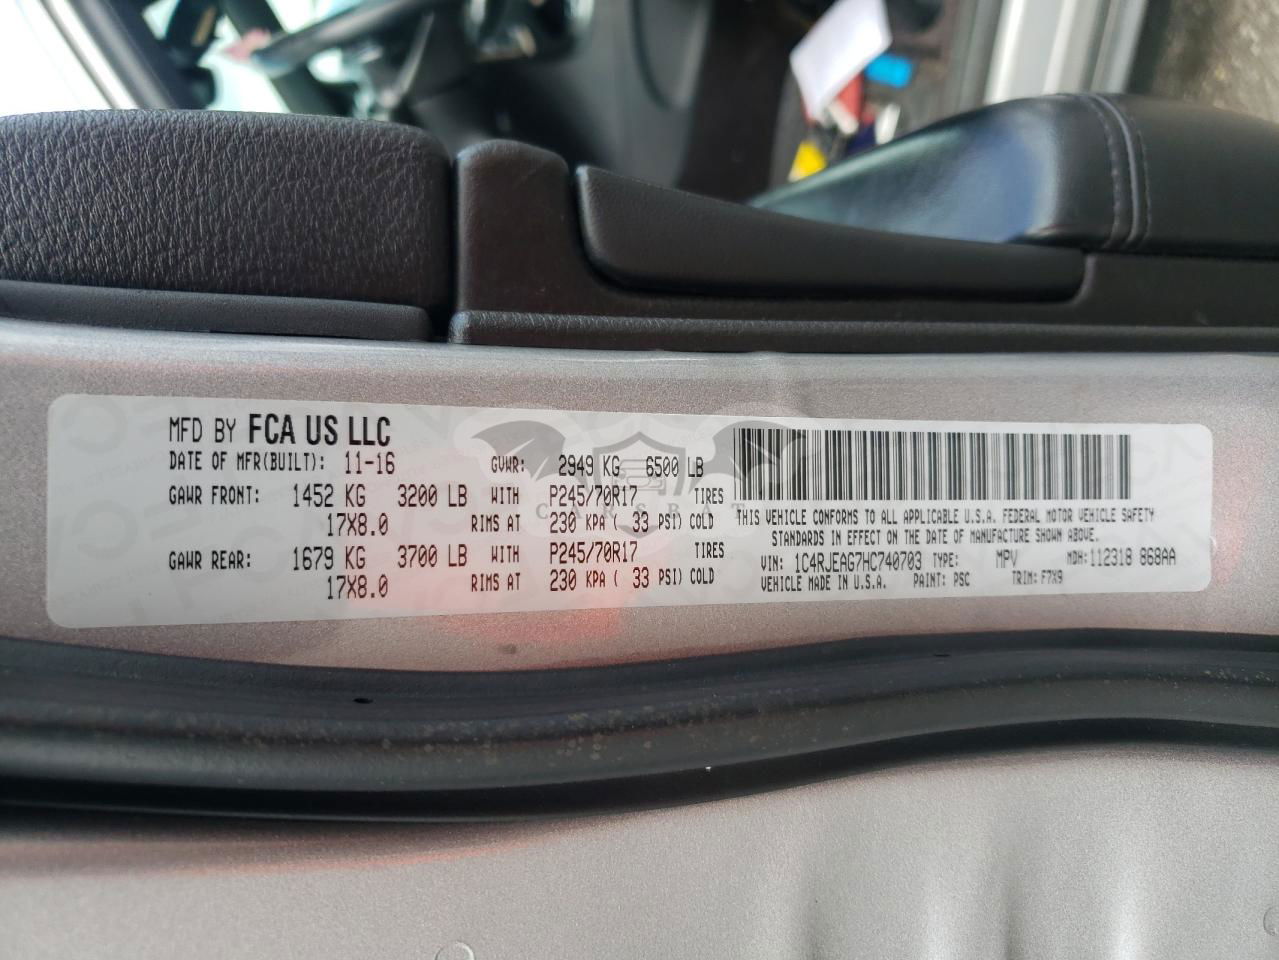 MFD BY FCA US LLC
DATE OF MFR(BUILT): 11-16 GVWR: 2949 KG 6500 LB
GAWR FRONT: 1452 KG 3200 LB WITH P245/70R17 TIRES
17X8.0 RIMS AT 230 KPA ( 33 PSI) COLD
GAWR REAR: 1679 KG 3700 LB WITH P245/70R17 TIRES
17X8.0 RIMS AT 230 KPA ( 33 PSI) COLD
THIS VEHICLE CONFORMS TO ALL APPLICABLE U.S.A. FEDERAL MOTOR VEHICLE SAFETY
STANDARDS IN EFFECT ON THE DATE OF MANUFACTURE SHOWN ABOVE.
VIN: 1C4RJEAG7HC740703 TYPE: MPV MDH:112318 868AA
VEHICLE MADE IN U.S.A. PAINT: PSC TRIM: F7X9
CARSBAT